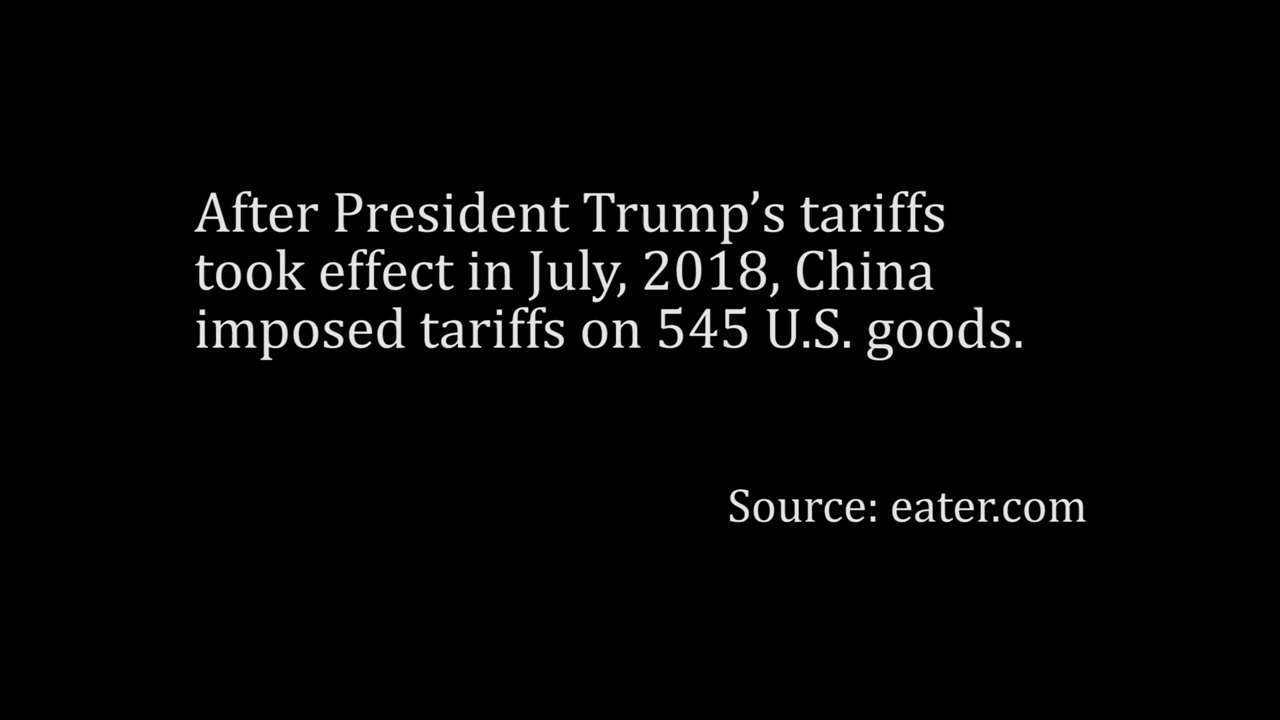 After President Trump’s tariffs
took effect in July, 2018, China
imposed tariffs on 545 U.S. goods.
Source: eater.com